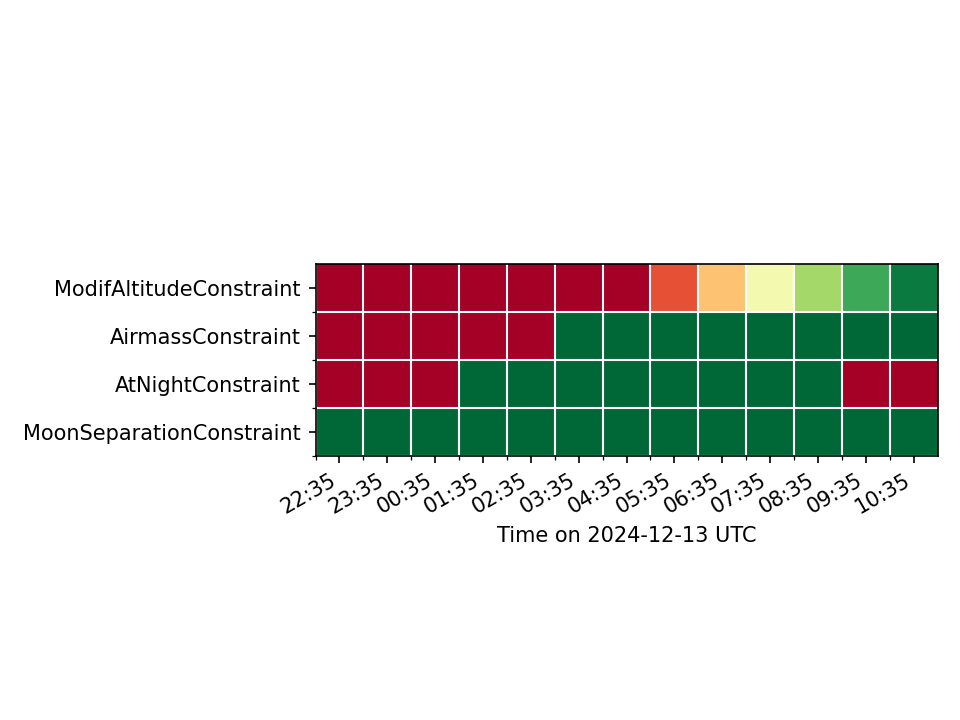 ModifAltitudeConstraint
AirmassConstraint
AtNightConstraint
MoonSeparationConstraint
22:35 23:35 00:35 01:35 02:35 03:35 04:35 05:35 06:35 07:35 08:35 09:35 10:35
Time on 2024-12-13 UTC